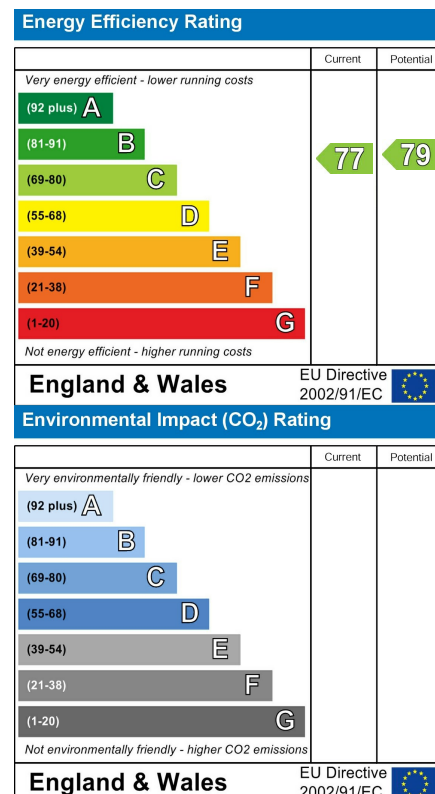 Energy Efficiency Rating
Current Potential
Very energy efficient - lower running costs
(92 plus) A
(81-91) B
(69-80) C
(55-68) D
(39-54) E
(21-38) F
(1-20) G
77 79
Not energy efficient - higher running costs
England & Wales
EU Directive
2002/91/EC
Environmental Impact (CO₂) Rating
Current Potential
Very environmentally friendly - lower CO2 emissions
(92 plus) A
(81-91) B
(69-80) C
(55-68) D
(39-54) E
(21-38) F
(1-20) G
Not environmentally friendly - higher CO2 emissions
England & Wales
EU Directive
2002/91/EC